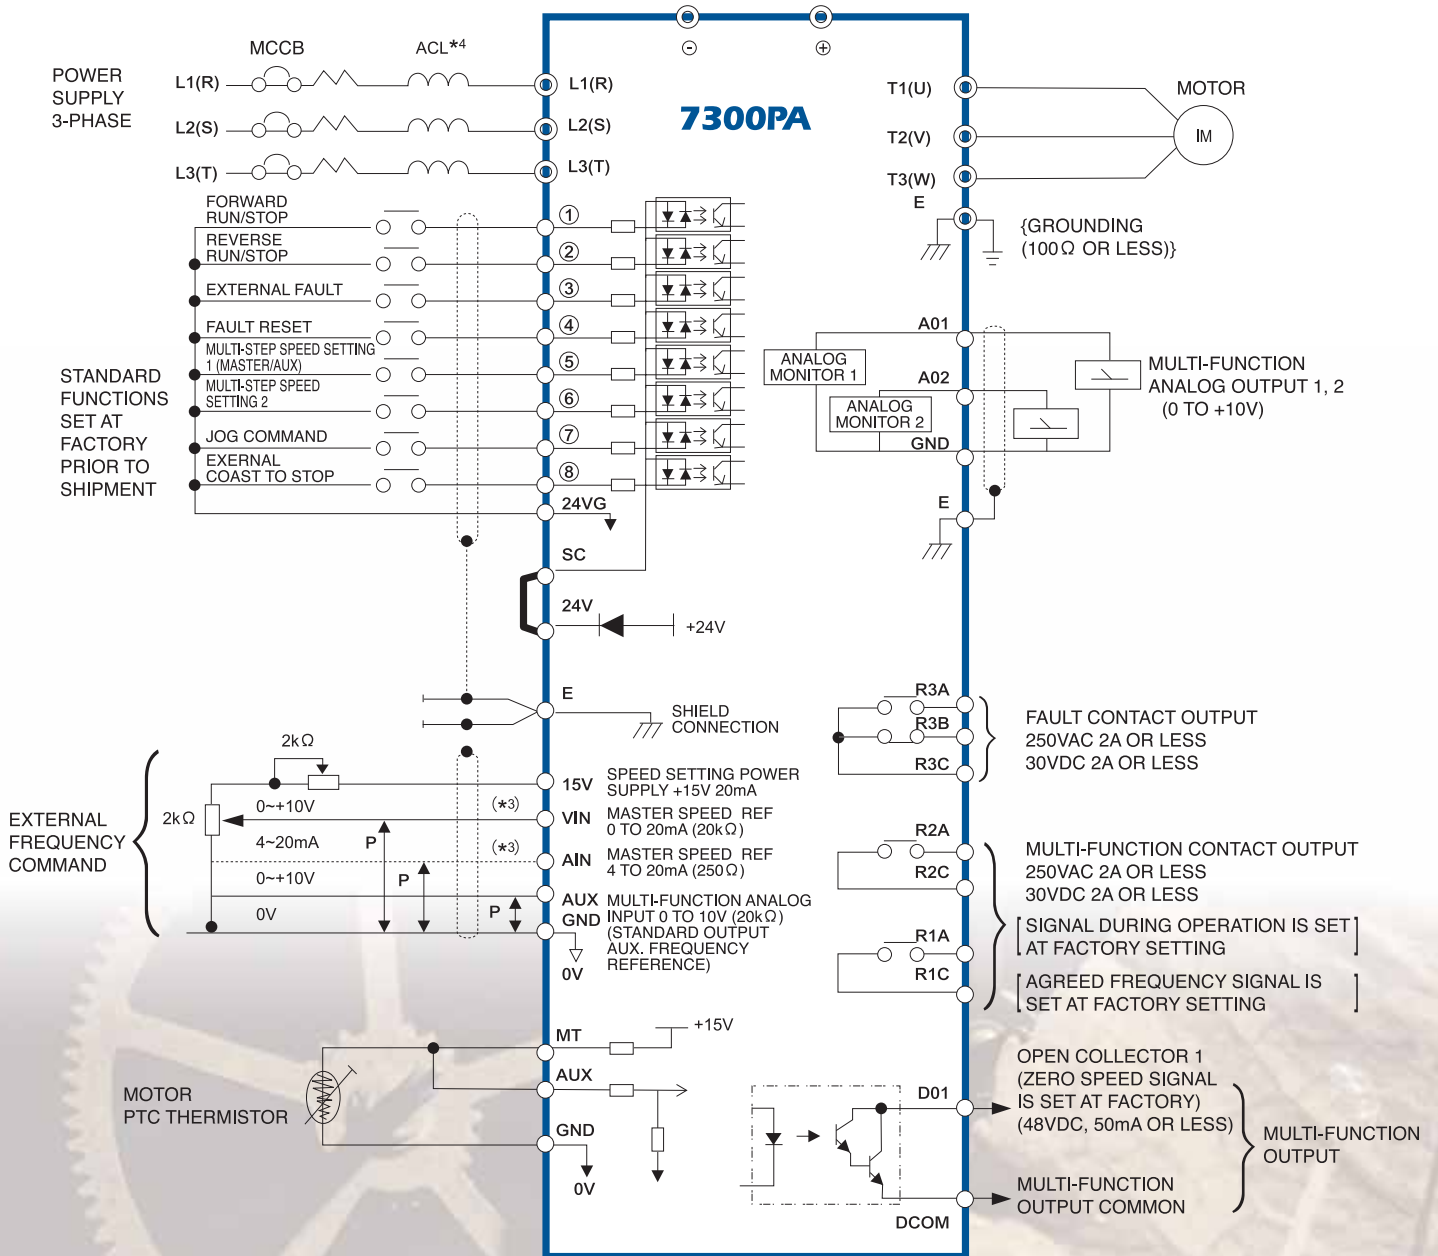 POWER
SUPPLY
3-PHASE
MCCB
ACL*4
L1(R)
L2(S)
L3(T)
L1(R)
L2(S)
L3(T)
⊖
⊕
7300PA
T1(U)
T2(V)
T3(W)
E
MOTOR
IM
{GROUNDING
(100Ω OR LESS)}
STANDARD
FUNCTIONS
SET AT
FACTORY
PRIOR TO
SHIPMENT
FORWARD
RUN/STOP
REVERSE
RUN/STOP
EXTERNAL FAULT
FAULT RESET
MULTI-STEP SPEED SETTING
1 (MASTER/AUX)
MULTI-STEP SPEED
SETTING 2
JOG COMMAND
EXERNAL
COAST TO STOP
①
②
③
④
⑤
⑥
⑦
⑧
24VG
SC
24V
+24V
E
SHIELD
CONNECTION
A01
ANALOG
MONITOR 1
A02
ANALOG
MONITOR 2
GND
E
MULTI-FUNCTION
ANALOG OUTPUT 1, 2
(0 TO +10V)
EXTERNAL
FREQUENCY
COMMAND
2kΩ
2kΩ
0~+10V
4~20mA
0~+10V
0V
(*3)
(*3)
P
P
P
15V
VIN
AIN
AUX
GND
0V
SPEED SETTING POWER
SUPPLY +15V 20mA
MASTER SPEED REF
0 TO 20mA (20kΩ)
MASTER SPEED REF
4 TO 20mA (250Ω)
MULTI-FUNCTION ANALOG
INPUT 0 TO 10V (20kΩ)
(STANDARD OUTPUT
AUX. FREQUENCY
REFERENCE)
R3A
R3B
R3C
FAULT CONTACT OUTPUT
250VAC 2A OR LESS
30VDC 2A OR LESS
R2A
R2C
R1A
R1C
MULTI-FUNCTION CONTACT OUTPUT
250VAC 2A OR LESS
30VDC 2A OR LESS
[SIGNAL DURING OPERATION IS SET
AT FACTORY SETTING]
[AGREED FREQUENCY SIGNAL IS
SET AT FACTORY SETTING]
MOTOR
PTC THERMISTOR
MT
+15V
AUX
GND
0V
D01
DCOM
OPEN COLLECTOR 1
(ZERO SPEED SIGNAL
IS SET AT FACTORY)
(48VDC, 50mA OR LESS)
MULTI-FUNCTION
OUTPUT COMMON
MULTI-FUNCTION
OUTPUT